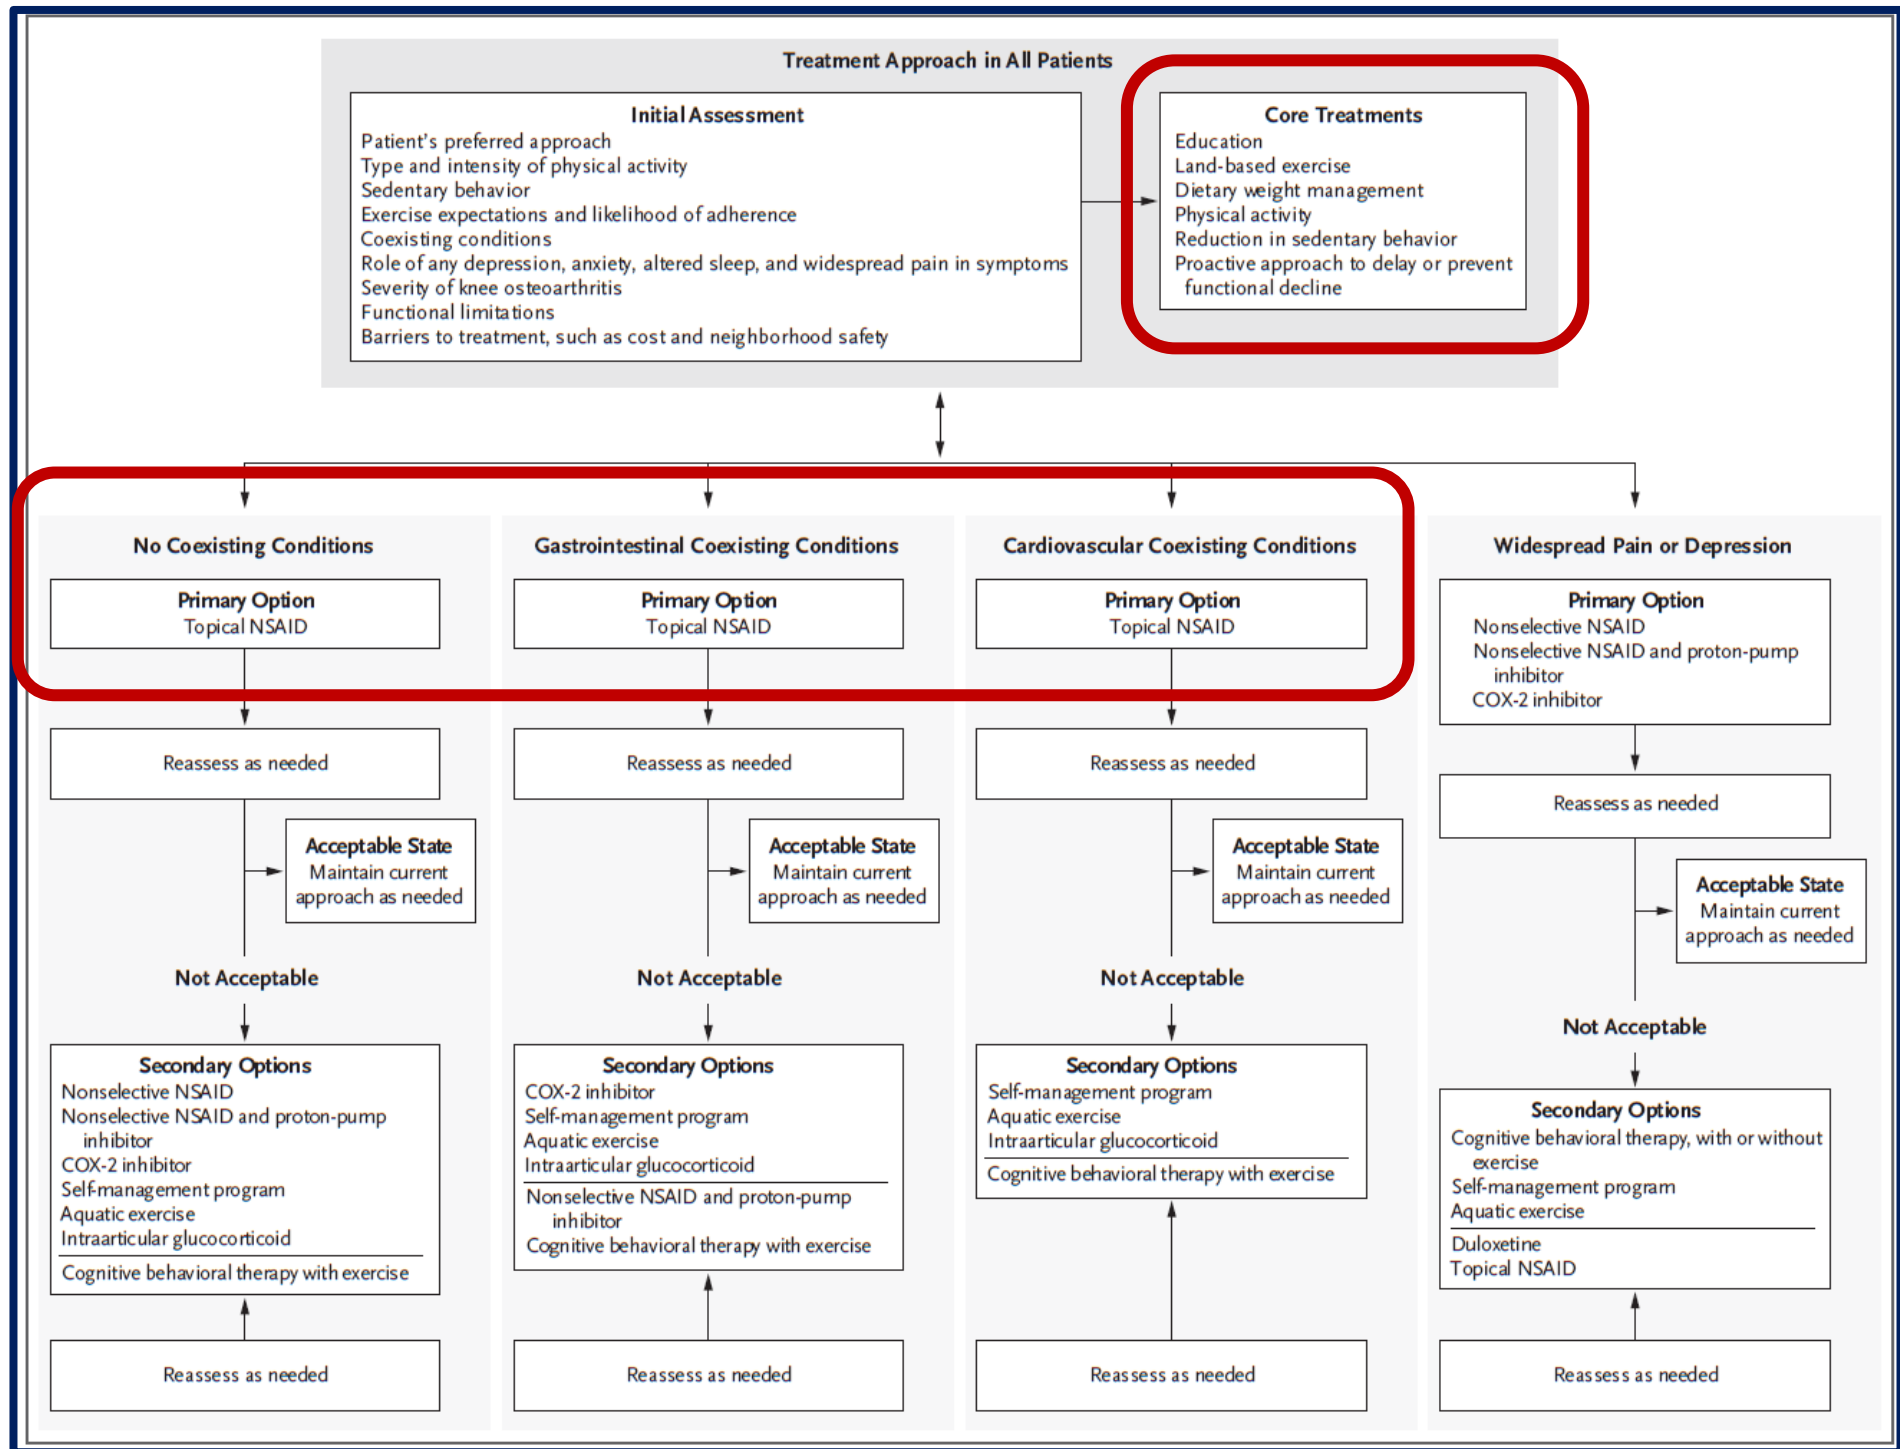 Treatment Approach in All Patients
Initial Assessment
Patient's preferred approach
Type and intensity of physical activity
Sedentary behavior
Exercise expectations and likelihood of adherence
Coexisting conditions
Role of any depression, anxiety, altered sleep, and widespread pain in symptoms
Severity of knee osteoarthritis
Functional limitations
Barriers to treatment, such as cost and neighborhood safety
Core Treatments
Education
Land-based exercise
Dietary weight management
Physical activity
Reduction in sedentary behavior
Proactive approach to delay or prevent
functional decline
No Coexisting Conditions
Primary Option
Topical NSAID
Reassess as needed
Acceptable State
Maintain current
approach as needed
Not Acceptable
Secondary Options
Nonselective NSAID
Nonselective NSAID and proton-pump
inhibitor
COX-2 inhibitor
Self-management program
Aquatic exercise
Intraarticular glucocorticoid
Cognitive behavioral therapy with exercise
Reassess as needed
Gastrointestinal Coexisting Conditions
Primary Option
Topical NSAID
Reassess as needed
Acceptable State
Maintain current
approach as needed
Not Acceptable
Secondary Options
COX-2 inhibitor
Self-management program
Aquatic exercise
Intraarticular glucocorticoid
Nonselective NSAID and proton-pump
inhibitor
Cognitive behavioral therapy with exercise
Reassess as needed
Cardiovascular Coexisting Conditions
Primary Option
Topical NSAID
Reassess as needed
Acceptable State
Maintain current
approach as needed
Not Acceptable
Secondary Options
Self-management program
Aquatic exercise
Intraarticular glucocorticoid
Cognitive behavioral therapy with exercise
Reassess as needed
Widespread Pain or Depression
Primary Option
Nonselective NSAID
Nonselective NSAID and proton-pump
inhibitor
COX-2 inhibitor
Reassess as needed
Acceptable State
Maintain current
approach as needed
Not Acceptable
Secondary Options
Cognitive behavioral therapy, with or without
exercise
Self-management program
Aquatic exercise
Duloxetine
Topical NSAID
Reassess as needed